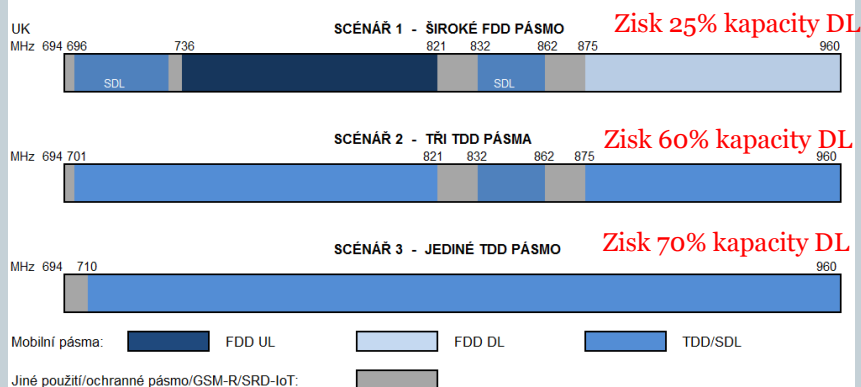 UK
SCÉNÁŘ 1 - ŠIROKÉ FDD PÁSMO
Zisk 25% kapacity DL
MHz 694 696 736 821 832 862 875 960
SDL SDL
SCÉNÁŘ 2 - TŘI TDD PÁSMA
Zisk 60% kapacity DL
MHz 694 701 821 832 862 875 960
SCÉNÁŘ 3 - JEDINÉ TDD PÁSMO
Zisk 70% kapacity DL
MHz 694 710 960
Mobilní pásma: FDD UL FDD DL TDD/SDL
Jiné použití/ochranné pásmo/GSM-R/SRD-IoT: